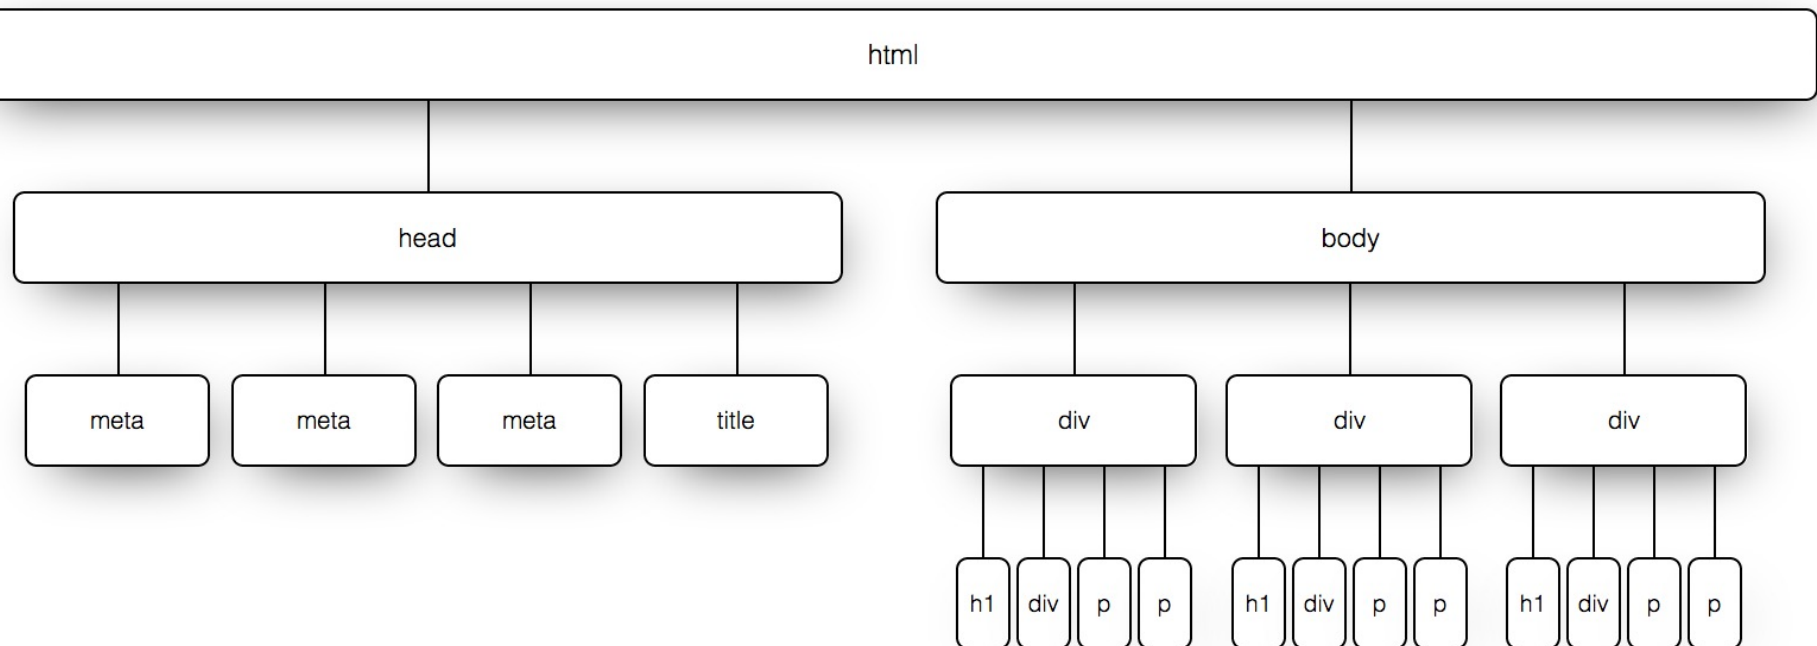 html
head body
meta meta meta title div div div
h1 div p p h1 div p p h1 div p p